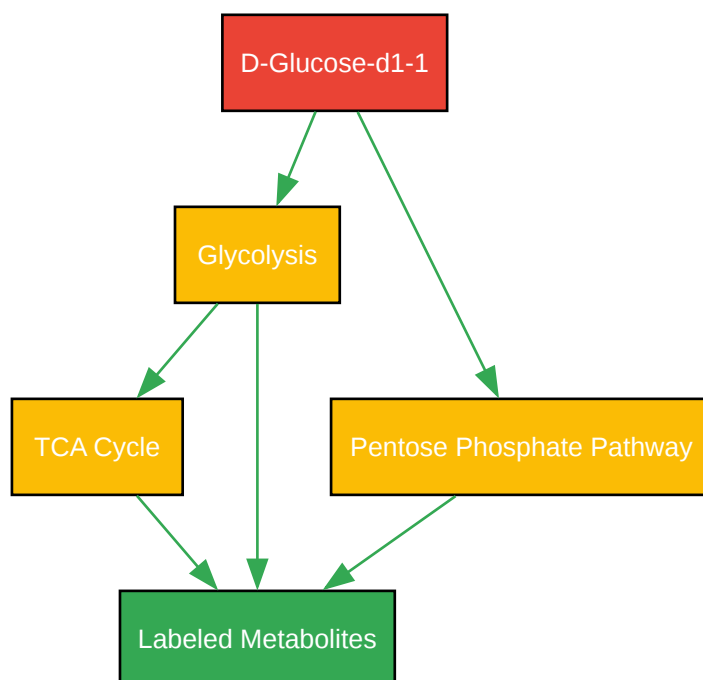 D-Glucose-d1-1
Glycolysis
TCA Cycle
Pentose Phosphate Pathway
Labeled Metabolites